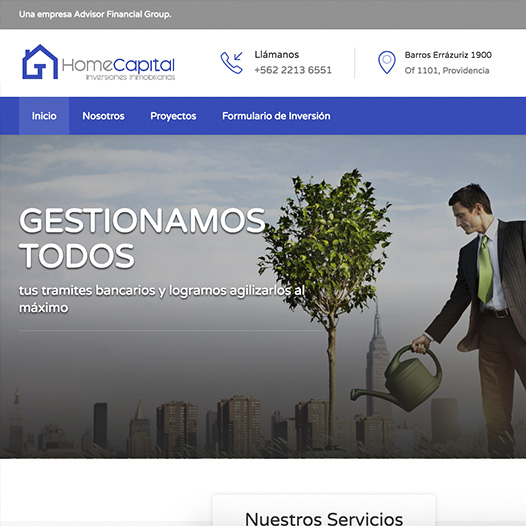 Una empresa Advisor Financial Group.
HomeCapital
Inversiones Inmobiliarias
Llámanos
+562 2213 6551
Barros Errázuriz 1900
Of 1101, Providencia
Inicio
Nosotros
Proyectos
Formulario de Inversión
GESTIONAMOS
TODOS
tus tramites bancarios y logramos agilizarlos al
máximo
Nuestros Servicios